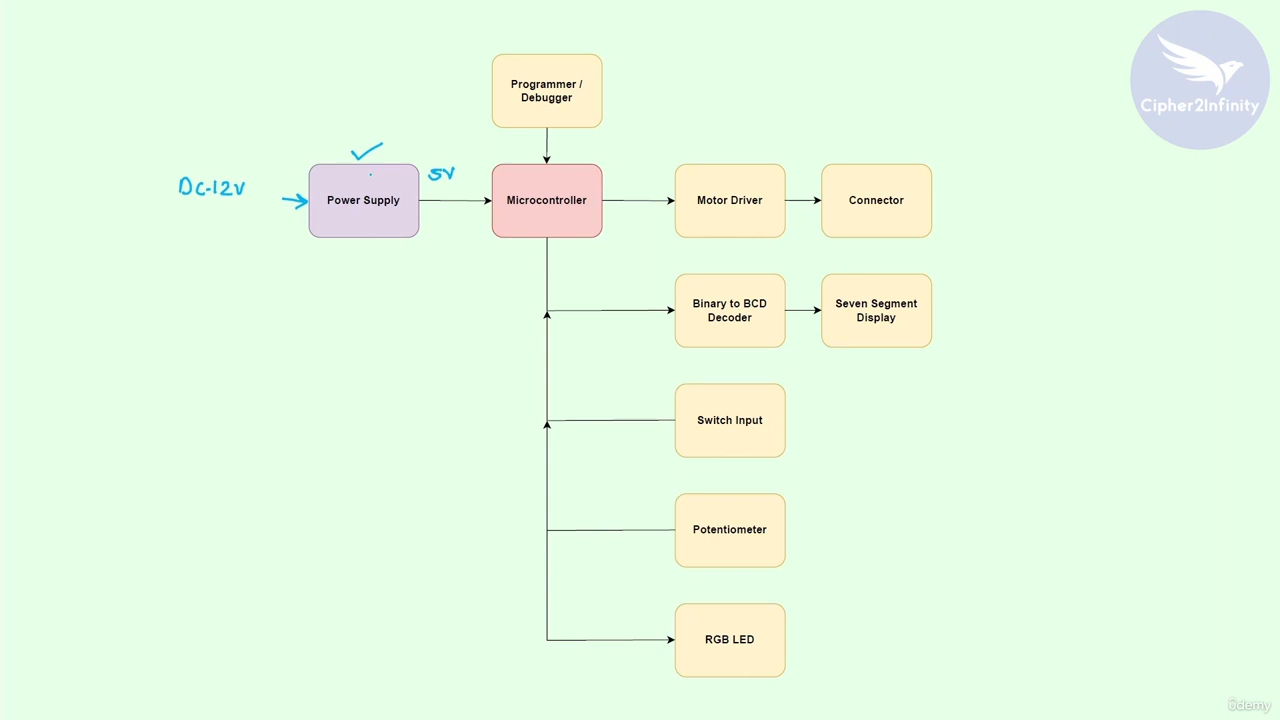 Programmer /
Debugger
Cipher2Infinity
DC-12V
Power Supply
5V
Microcontroller
Motor Driver
Connector
Binary to BCD
Decoder
Seven Segment
Display
Switch Input
Potentiometer
RGB LED
ûdemy